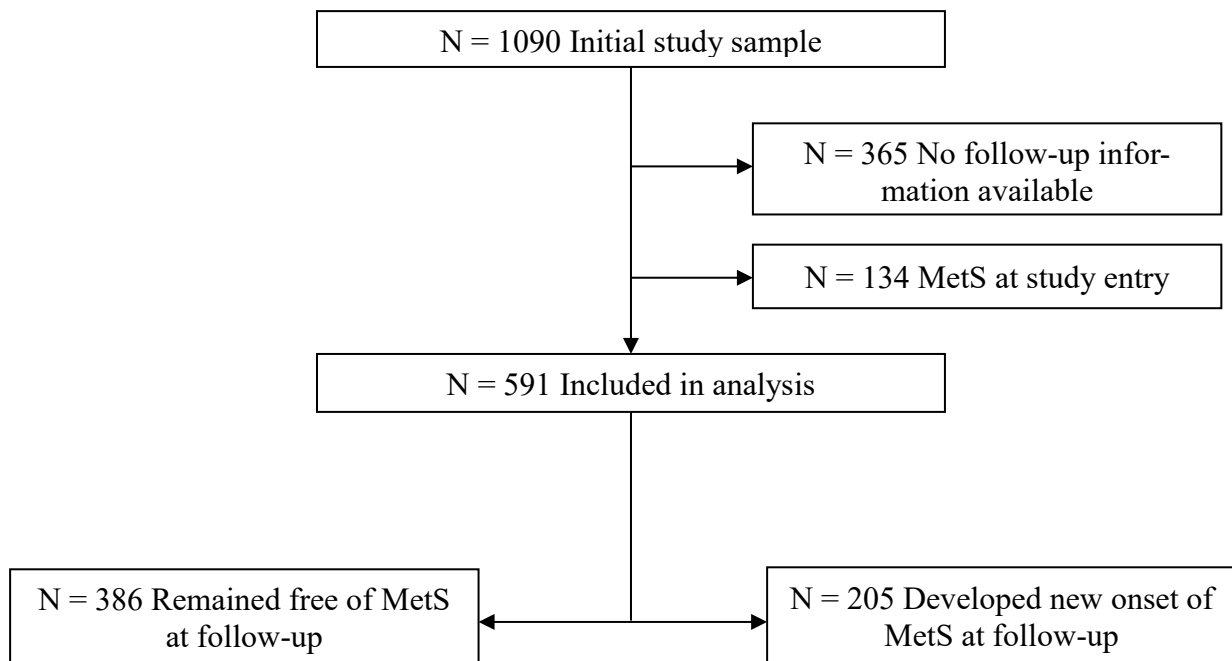 N = 1090 Initial study sample
N = 365 No follow-up infor-
mation available
N = 134 MetS at study entry
N = 591 Included in analysis
N = 386 Remained free of MetS
at follow-up
N = 205 Developed new onset of
MetS at follow-up